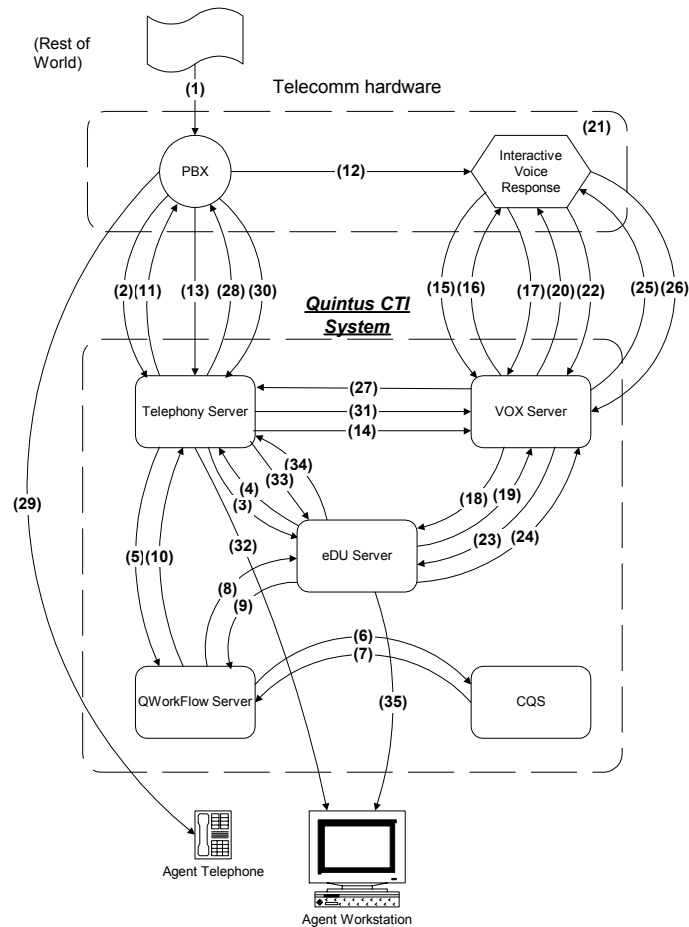 (Rest of
World)
(1)
Telecomm hardware
(21)
PBX
(12)
Interactive
Voice
Response
(2)
(11)
(13)
(28)
(30)
(15)
(16)
(17)
(20)
(22)
(25)
(26)
Quintus CTI
System
(27)
Telephony Server
(31)
VOX Server
(14)
(34)
(33)
(4)
(3)
(18)
(19)
(29)
(32)
(23)
(24)
(5)
(10)
eDU Server
(8)
(9)
(6)
(7)
QWorkFlow Server
(35)
CQS
Agent Telephone
Agent Workstation